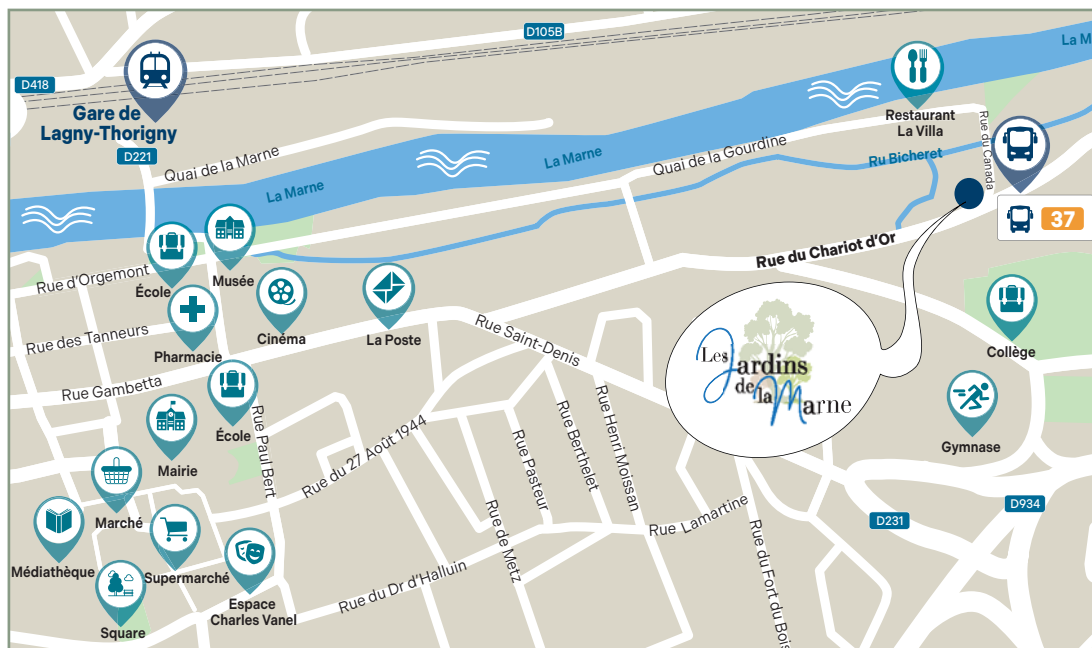 D105B
La M
D418
Gare de
Lagny-Thorigny
D221
Quai de la Marne
La Marne
La Marne
Quai de la Gourdine
Restaurant
La Villa
Rue du Canada
Ru Bicheret
37
Rue du Chariot d'Or
Rue d'Orgemont
École
Musée
Cinéma
La Poste
Rue des Tanneurs
Pharmacie
Rue Gambetta
École
Rue Paul Bert
Mairie
Rue Saint-Denis
Les Jardins
de la Marne
Collège
Gymnase
Rue du 27 Août 1944
Rue Henri Moissan
Rue Berthelet
Rue Pasteur
Rue de Metz
Marché
Médiathèque
Supermarché
Espace
Charles Vanel
Square
Rue du Dr d'Halluin
Rue Lamartine
Rue du Fort du Bois
D231
D934